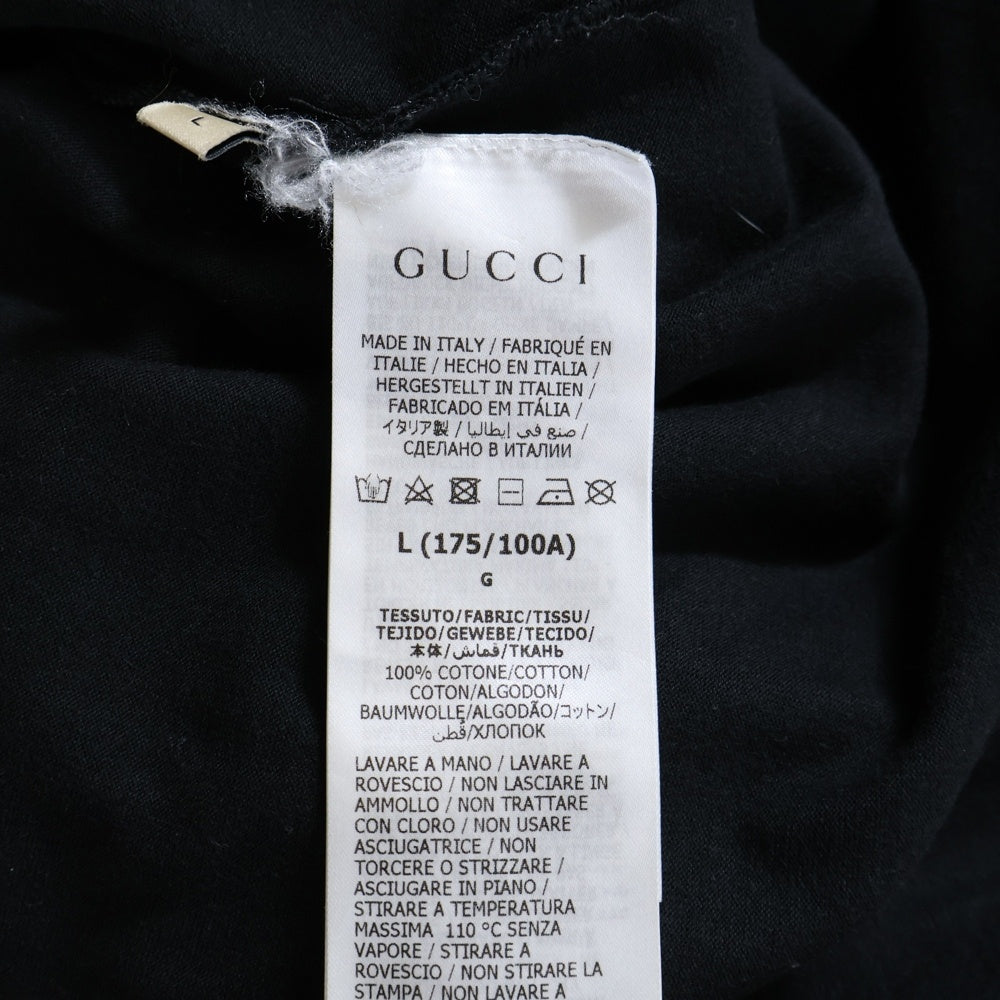 L
GUCCI
MADE IN ITALY / FABRIQUÉ EN
ITALIE / HECHO EN ITALIA /
HERGESTELLT IN ITALIEN /
FABRICADO EM ITÁLIA /
イタリア製 / صنع في إيطاليا /
СДЕЛАНО В ИТАЛИИ
L (175/100A)
G
TESSUTO/FABRIC/TISSU/
TEJIDO/GEWEBE/TECIDO/
本体/قماش/ТКАНЬ
100% COTONE/COTTON/
COTON/ALGODON/
BAUMWOLLE/ALGODÃO/コットン/
قُطن/ХЛОПОК
LAVARE A MANO / LAVARE A
ROVESCIO / NON LASCIARE IN
AMMOLLO / NON TRATTARE
CON CLORO / NON USARE
ASCIUGATRICE / NON
TORCERE O STRIZZARE /
ASCIUGARE IN PIANO /
STIRARE A TEMPERATURA
MASSIMA 110 °C SENZA
VAPORE / STIRARE A
ROVESCIO / NON STIRARE LA
STAMPA / NON LAVARE A